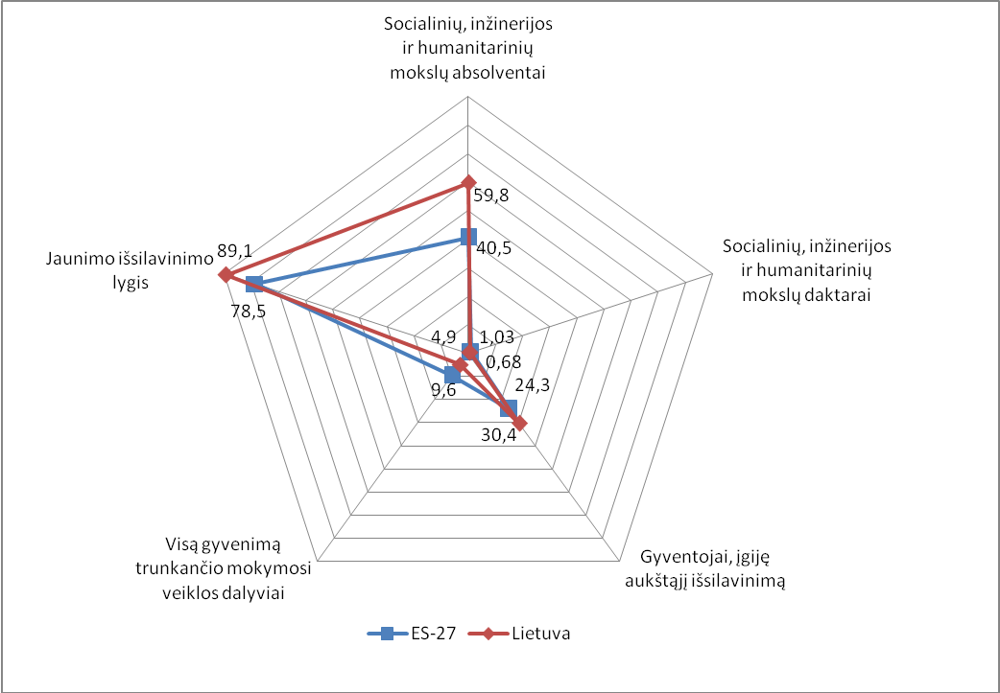 Socialinių, inžinerijos
ir humanitarinių
mokslų absolventai
59,8
40,5
Socialinių, inžinerijos
ir humanitarinių
mokslų daktarai
Jaunimo išsilavinimo
lygis
89,1
78,5
4,9
1,03
0,68
9,6
24,3
30,4
Visą gyvenimą
trunkančio mokymosi
veiklos dalyviai
Gyventojai, įgiję
aukštąjį išsilavinimą
ES-27
Lietuva